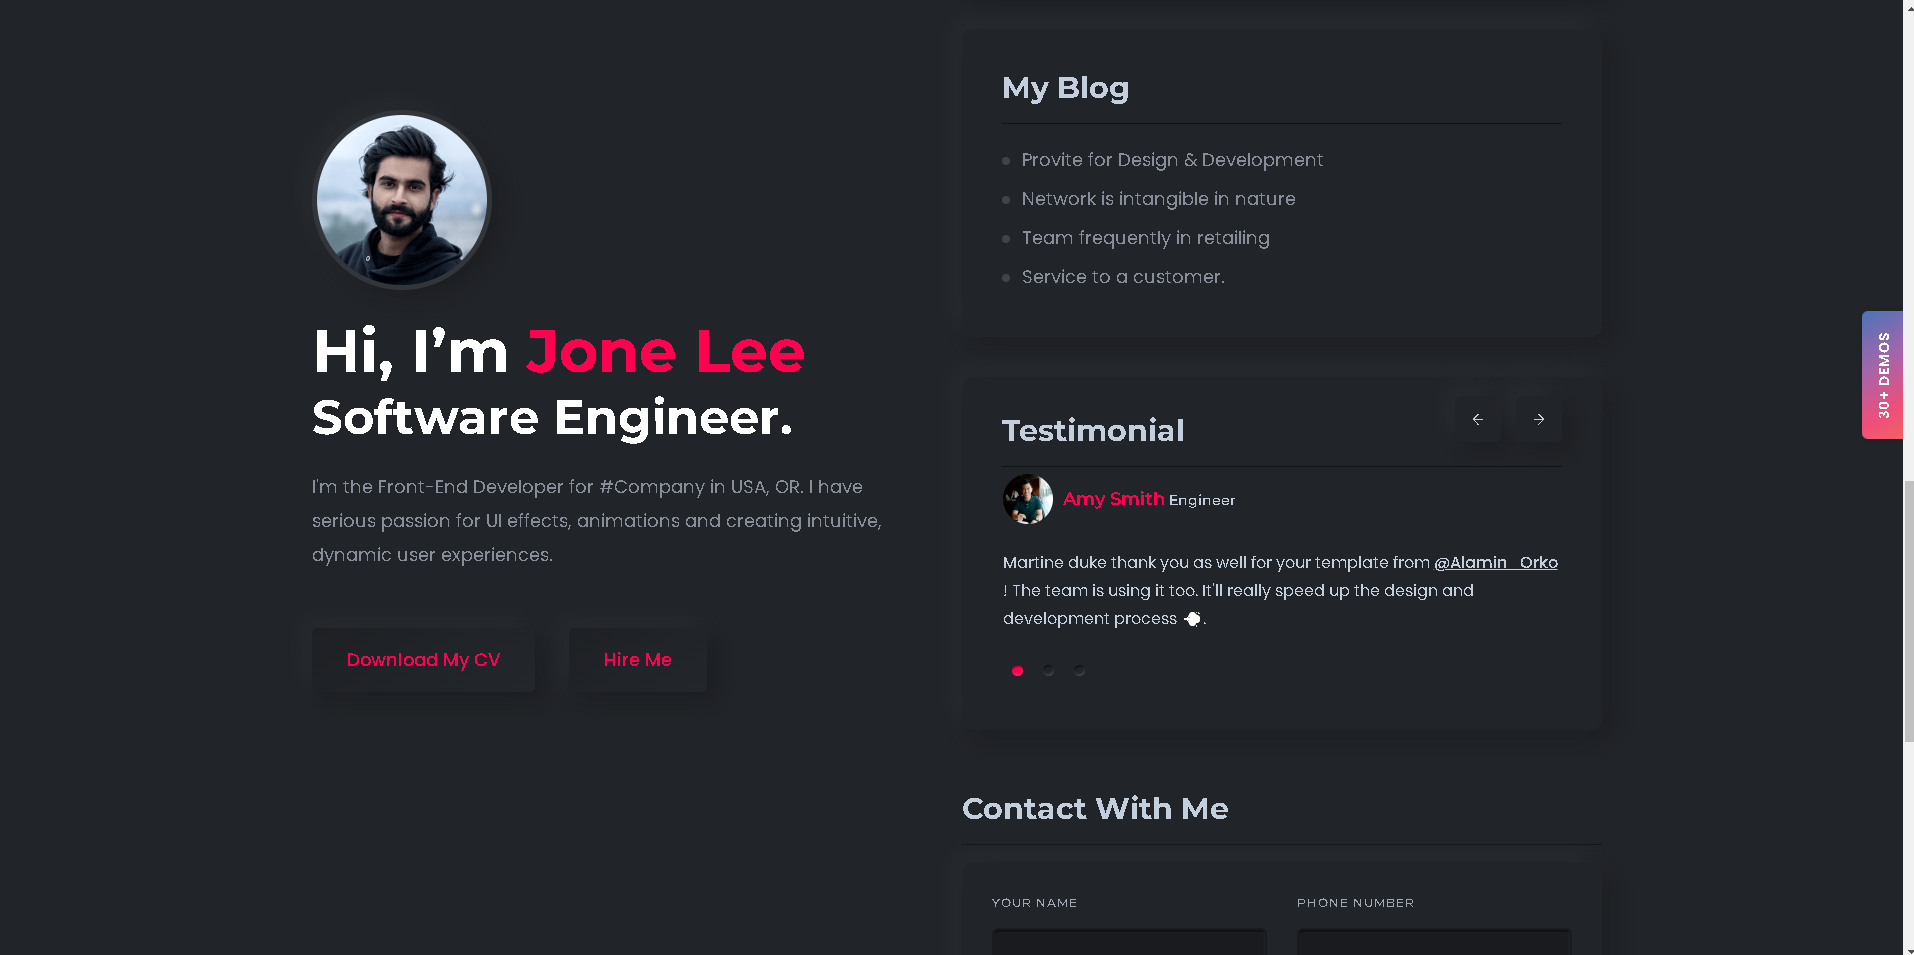 Hi, I’m Jone Lee
Software Engineer.
I'm the Front-End Developer for #Company in USA, OR. I have
serious passion for UI effects, animations and creating intuitive,
dynamic user experiences.
Download My CV
Hire Me
My Blog
Provite for Design & Development
Network is intangible in nature
Team frequently in retailing
Service to a customer.
Testimonial
Amy Smith Engineer
Martine duke thank you as well for your template from @Alamin_Orko
! The team is using it too. It'll really speed up the design and
development process .
Contact With Me
YOUR NAME
PHONE NUMBER
30+ DEMOS